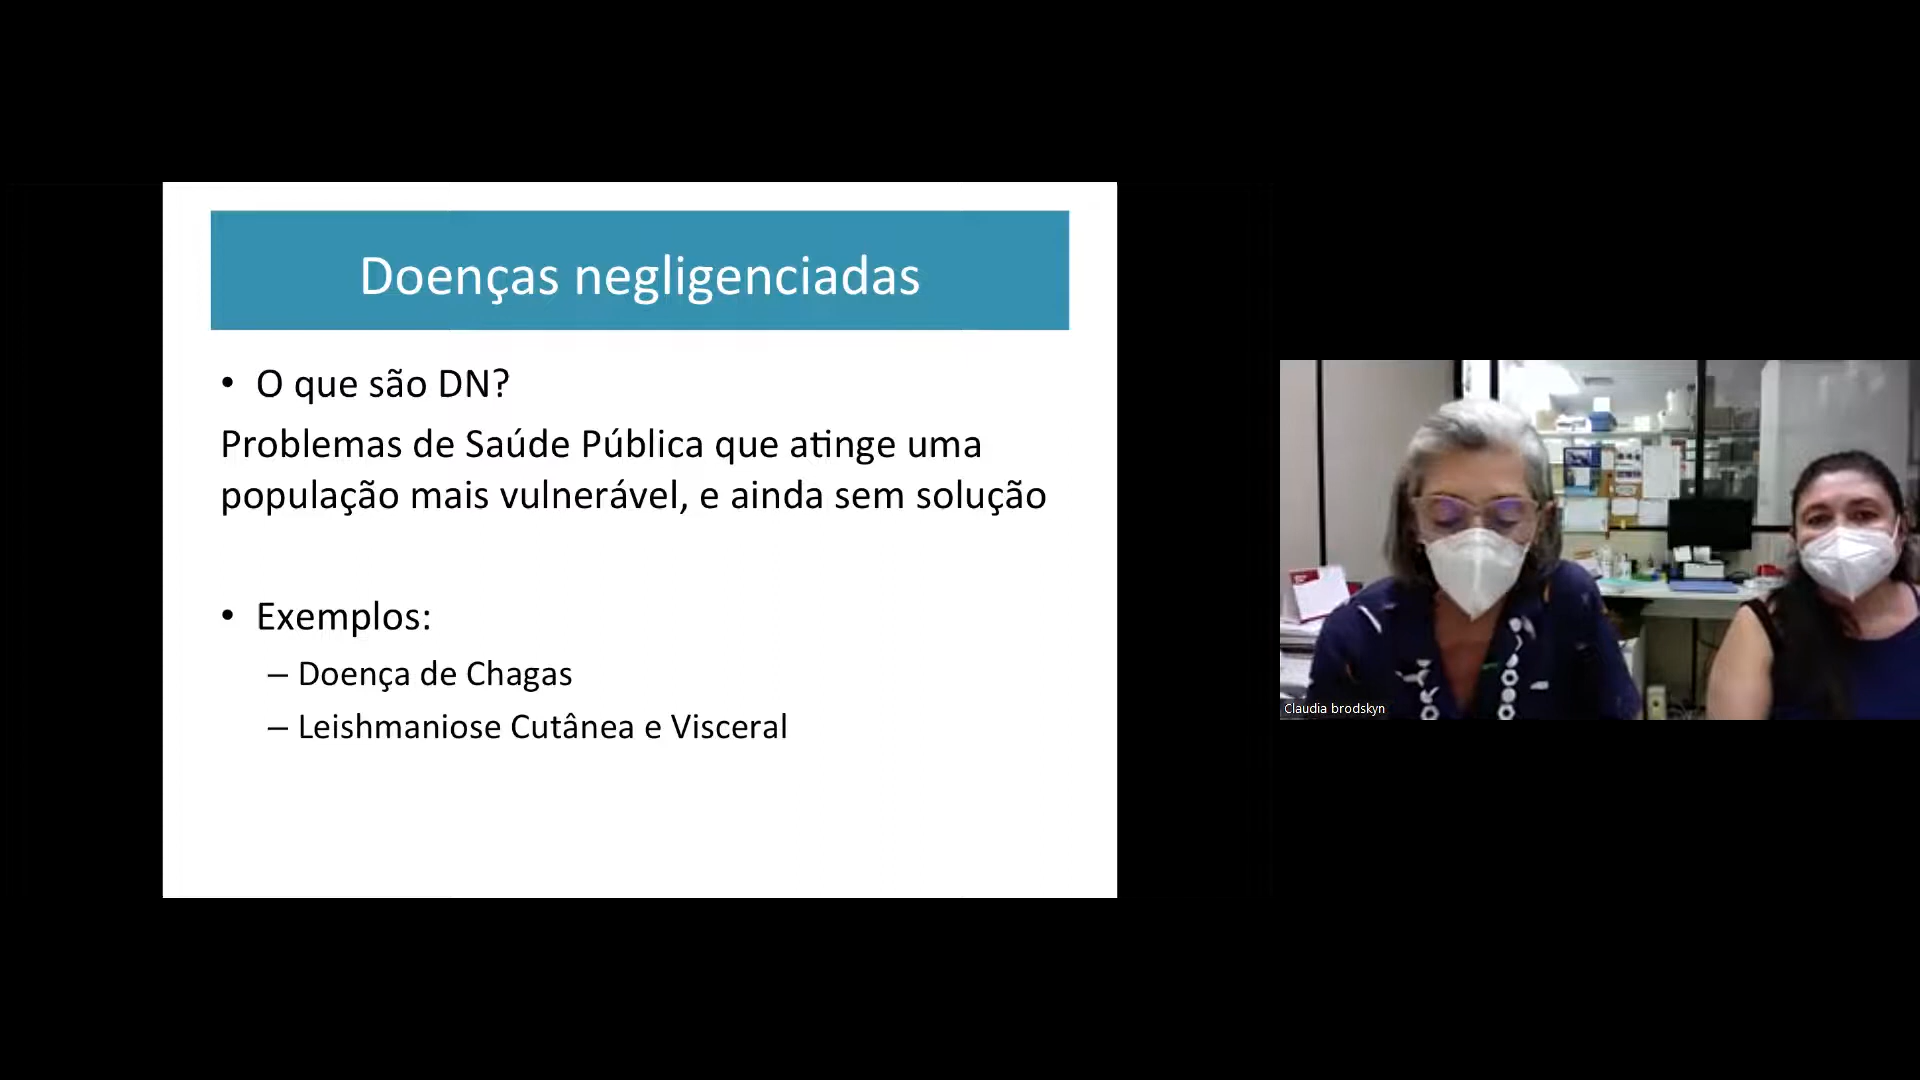 Doenças negligenciadas
• O que são DN?
Problemas de Saúde Pública que atinge uma
população mais vulnerável, e ainda sem solução
• Exemplos:
– Doença de Chagas
– Leishmaniose Cutânea e Visceral
Claudia brodskyn